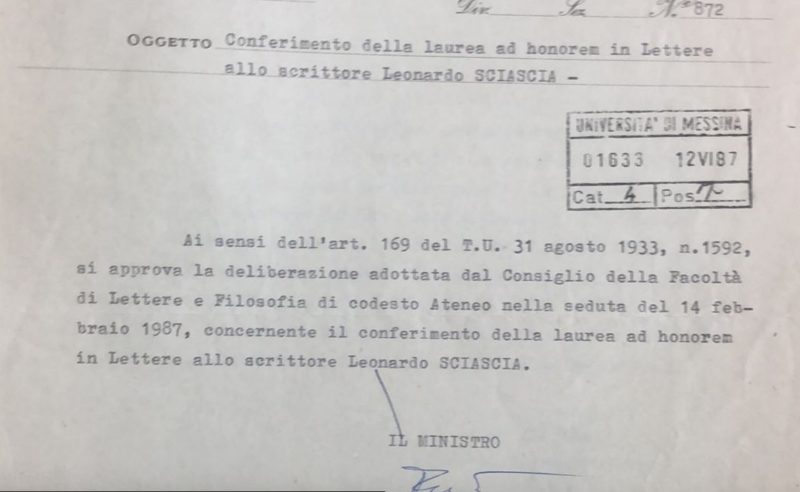 Div. Sez. N.º 872
OGGETTO Conferimento della laurea ad honorem in Lettere
allo scrittore Leonardo SCIASCIA -
UNIVERSITA' DI MESSINA
01633 12VI87
Cat. 4 Pos.
Ai sensi dell'art. 169 del T.U. 31 agosto 1933, n.1592,
si approva la deliberazione adottata dal Consiglio della Facoltà
di Lettere e Filosofia di codesto Ateneo nella seduta del 14 feb-
braio 1987, concernente il conferimento della laurea ad honorem
in Lettere allo scrittore Leonardo SCIASCIA.
IL MINISTRO